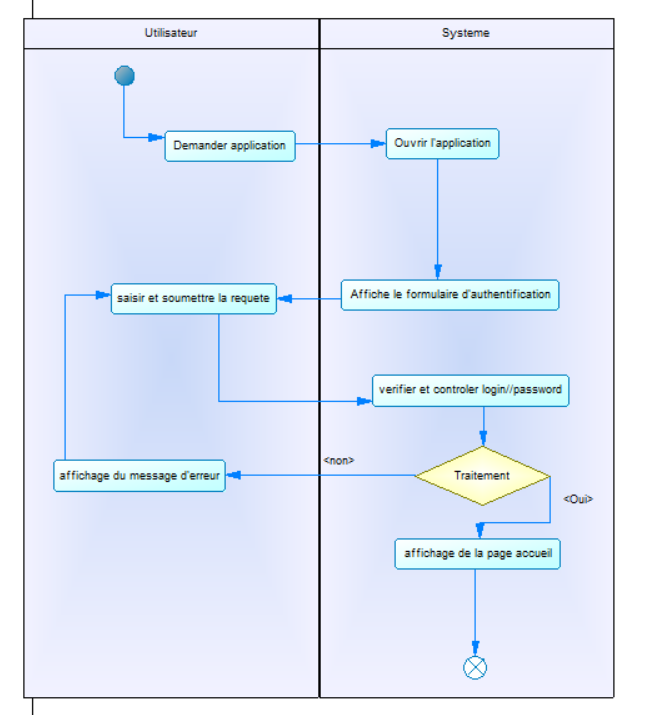 Utilisateur
Systeme
Demander application
Ouvrir l'application
saisir et soumettre la requete
Affiche le formulaire d'authentification
verifier et controler login//password
<non>
affichage du message d'erreur
Traitement
<Oui>
affichage de la page accueil